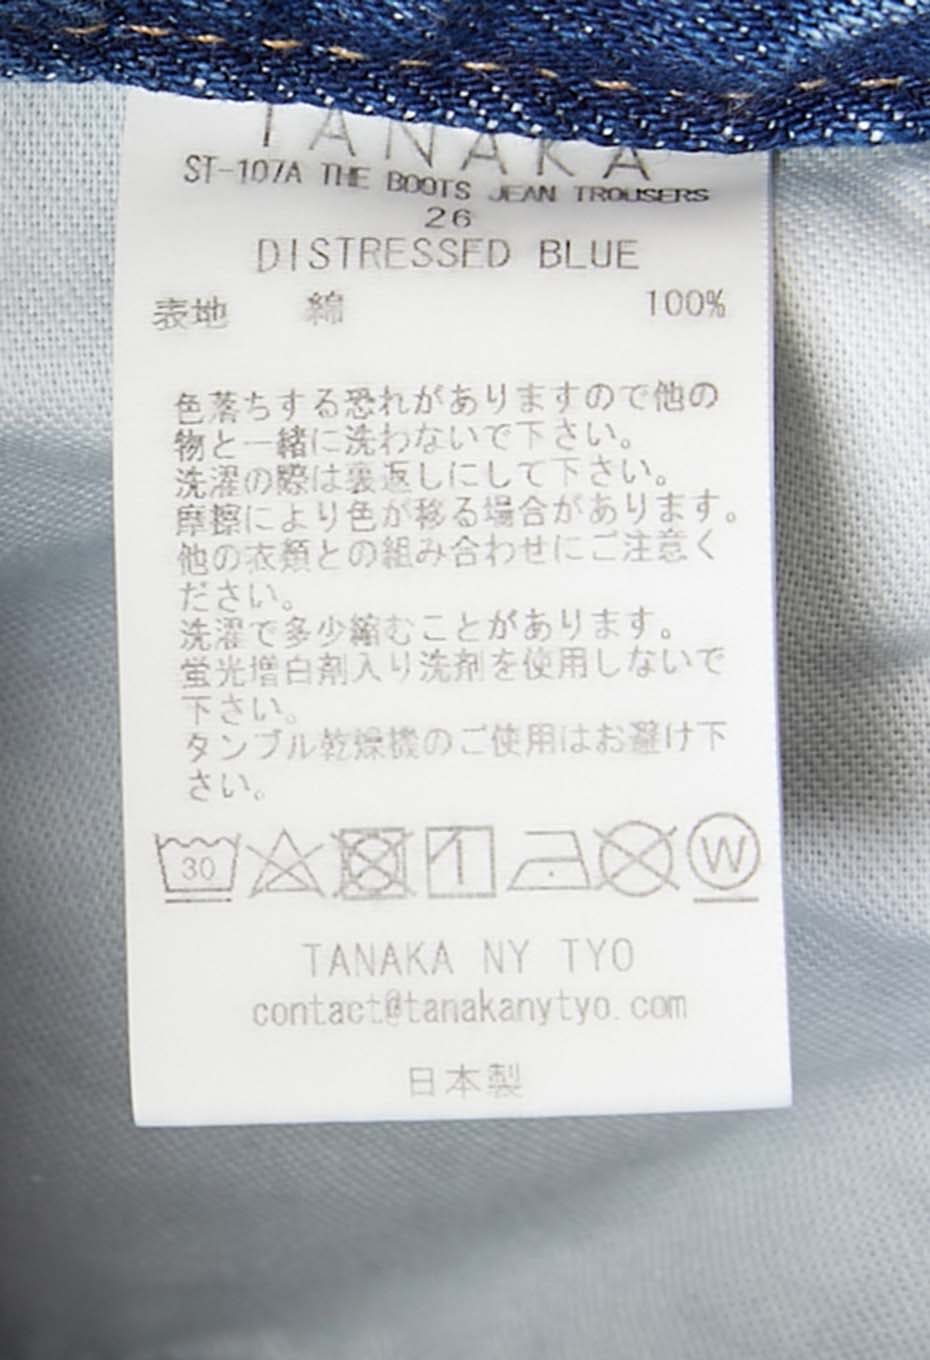 TANAKA
ST-107A THE BOOTS JEAN TROUSERS
26
DISTRESSED BLUE
表地 綿 100%
色落ちする恐れがありますので他の
物と一緒に洗わないで下さい。
洗濯の際は裏返しにして下さい。
摩擦により色が移る場合があります。
他の衣類との組み合わせにご注意く
ださい。
洗濯で多少縮むことがあります。
蛍光増白剤入り洗剤を使用しないで
下さい。
タンブル乾燥機のご使用はお避け下
さい。
30 W
TANAKA NY TYO
contact@tanakanytyo.com
日本製